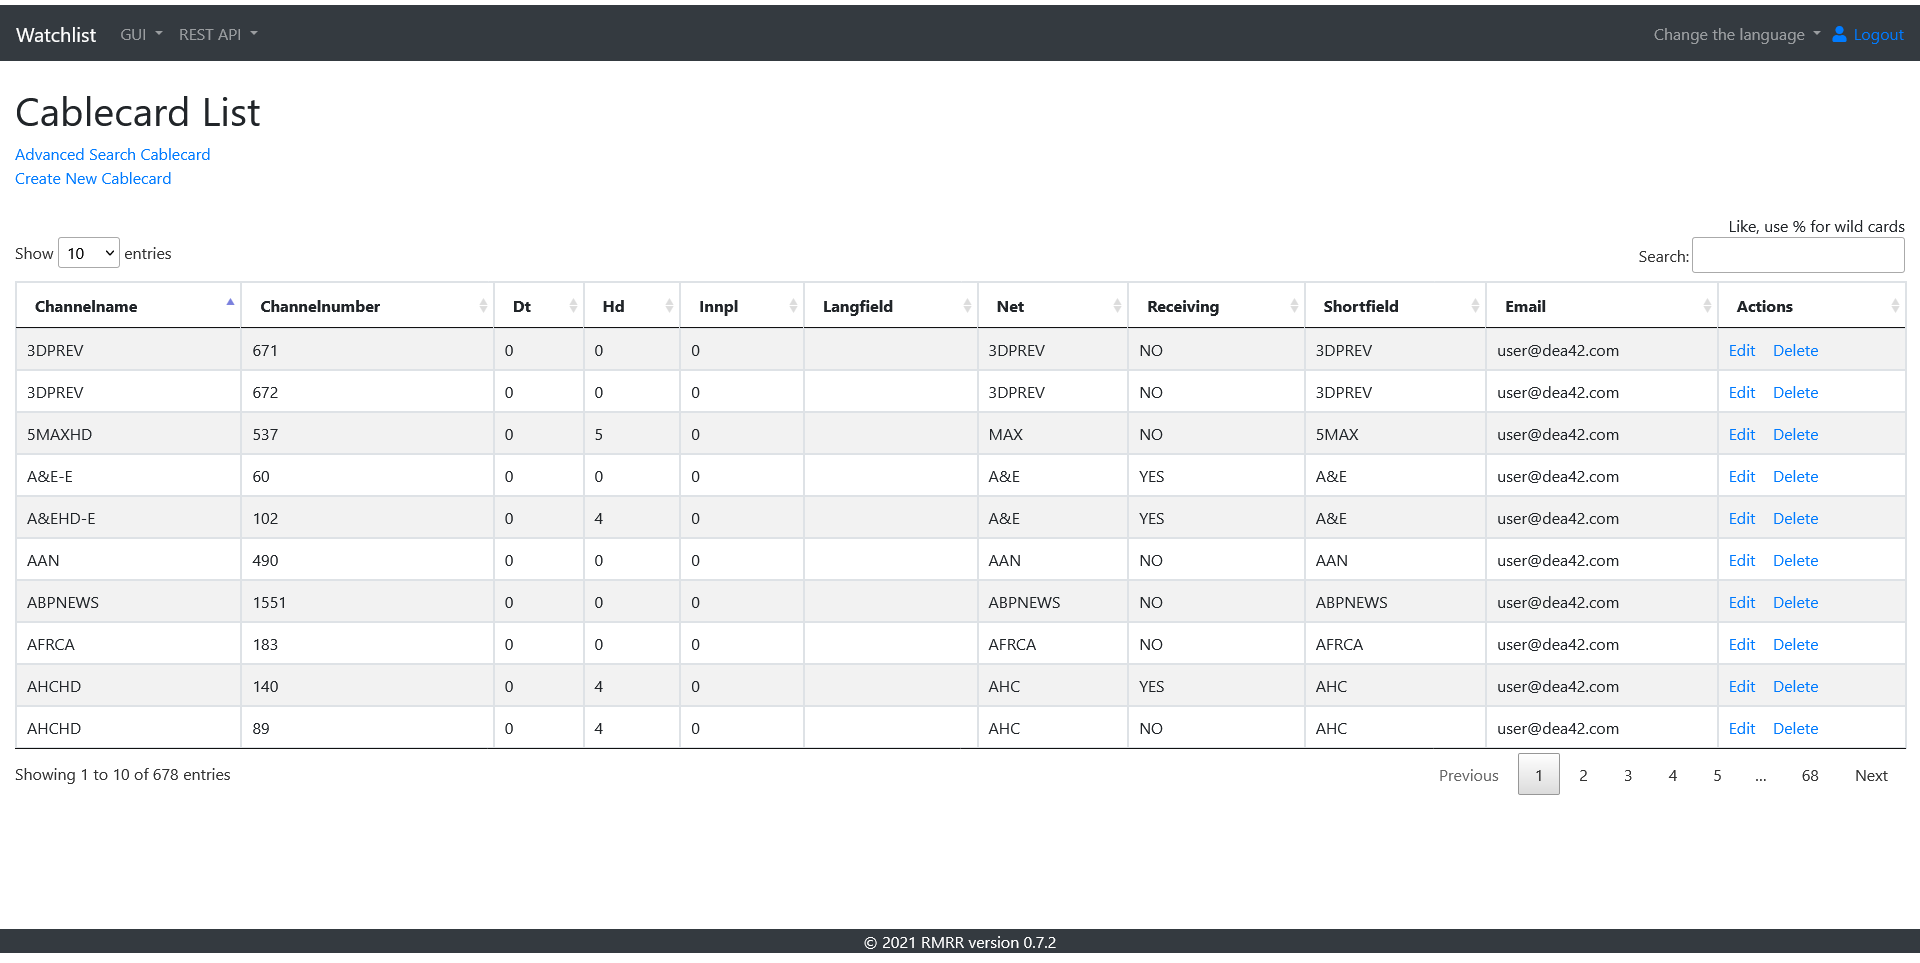 Watchlist GUI REST API Change the language Logout
Cablecard List
Advanced Search Cablecard
Create New Cablecard
Like, use % for wild cards
Show 10 entries Search:
Channelname Channelnumber Dt Hd Innpl Langfield Net Receiving Shortfield Email Actions
3DPREV 671 0 0 0 3DPREV NO 3DPREV user@dea42.com Edit Delete
3DPREV 672 0 0 0 3DPREV NO 3DPREV user@dea42.com Edit Delete
5MAXHD 537 0 5 0 MAX NO 5MAX user@dea42.com Edit Delete
A&E-E 60 0 0 0 A&E YES A&E user@dea42.com Edit Delete
A&EHD-E 102 0 4 0 A&E YES A&E user@dea42.com Edit Delete
AAN 490 0 0 0 AAN NO AAN user@dea42.com Edit Delete
ABPNEWS 1551 0 0 0 ABPNEWS NO ABPNEWS user@dea42.com Edit Delete
AFRCA 183 0 0 0 AFRCA NO AFRCA user@dea42.com Edit Delete
AHCHD 140 0 4 0 AHC YES AHC user@dea42.com Edit Delete
AHCHD 89 0 4 0 AHC NO AHC user@dea42.com Edit Delete
Showing 1 to 10 of 678 entries Previous 1 2 3 4 5 ... 68 Next
© 2021 RMRR version 0.7.2